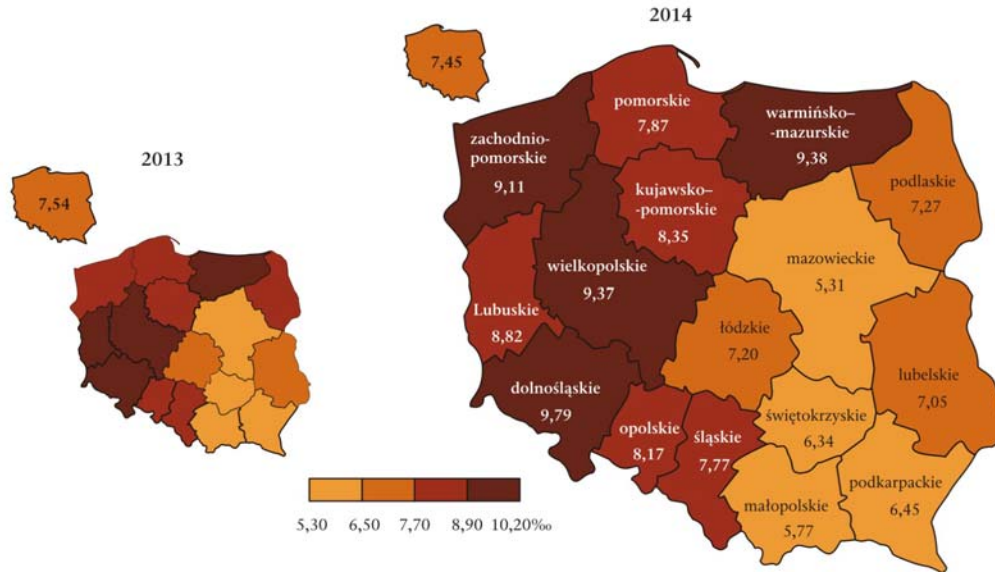 2014
7,45
pomorskie
7,87
warmińsko–
-mazurskie
9,38
zachodnio-
pomorskie
9,11
podlaskie
7,27
kujawsko–
-pomorskie
8,35
mazowieckie
5,31
wielkopolskie
9,37
Lubuskie
8,82
łódzkie
7,20
lubelskie
7,05
dolnośląskie
9,79
opolskie
8,17
śląskie
7,77
świętokrzyskie
6,34
małopolskie
5,77
podkarpackie
6,45
2013
7,54
5,30 6,50 7,70 8,90 10,20‰